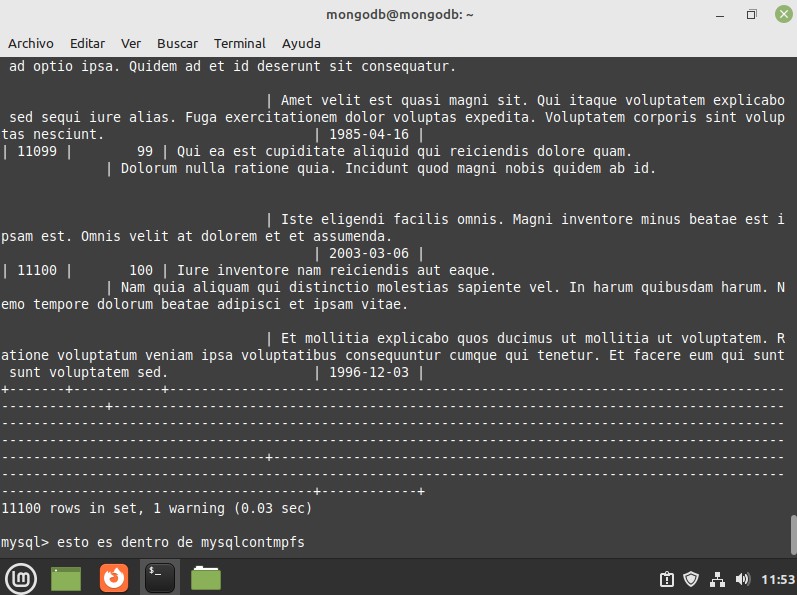 mongodb@mongodb: ~
Archivo Editar Ver Buscar Terminal Ayuda
ad optio ipsa. Quidem ad et id deserunt sit consequatur.
| Amet velit est quasi magni sit. Qui itaque voluptatem explicabo
sed sequi iure alias. Fuga exercitationem dolor voluptas expedita. Voluptatem corporis sint volup
tas nesciunt. | 1985-04-16 |
| 11099 | 99 | Qui ea est cupiditate aliquid qui reiciendis dolore quam.
| Dolorum nulla ratione quia. Incidunt quod magni nobis quidem ab id.
| Iste eligendi facilis omnis. Magni inventore minus beatae est i
psam est. Omnis velit at dolorem et et assumenda.
| 2003-03-06 |
| 11100 | 100 | Iure inventore nam reiciendis aut eaque.
| Nam quia aliquam qui distinctio molestias sapiente vel. In harum quibusdam harum. N
emo tempore dolorum beatae adipisci et ipsam vitae.
| Et mollitia explicabo quos ducimus ut mollitia ut voluptatem. R
atione voluptatum veniam ipsa voluptatibus consequuntur cumque qui tenetur. Et facere eum qui sunt
sunt voluptatem sed. | 1996-12-03 |
11100 rows in set, 1 warning (0.03 sec)
mysql> esto es dentro de mysqlcontmpfs
11:53